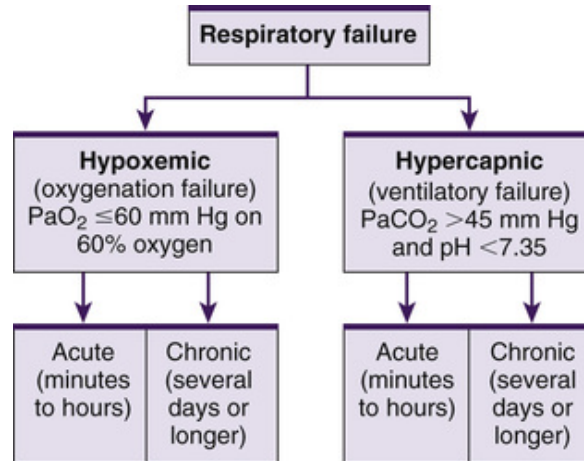 Respiratory failure
Hypoxemic
(oxygenation failure)
PaO₂ ≤60 mm Hg on
60% oxygen
Hypercapnic
(ventilatory failure)
PaCO₂ >45 mm Hg
and pH <7.35
Acute
(minutes
to hours)
Chronic
(several
days or
longer)
Acute
(minutes
to hours)
Chronic
(several
days or
longer)